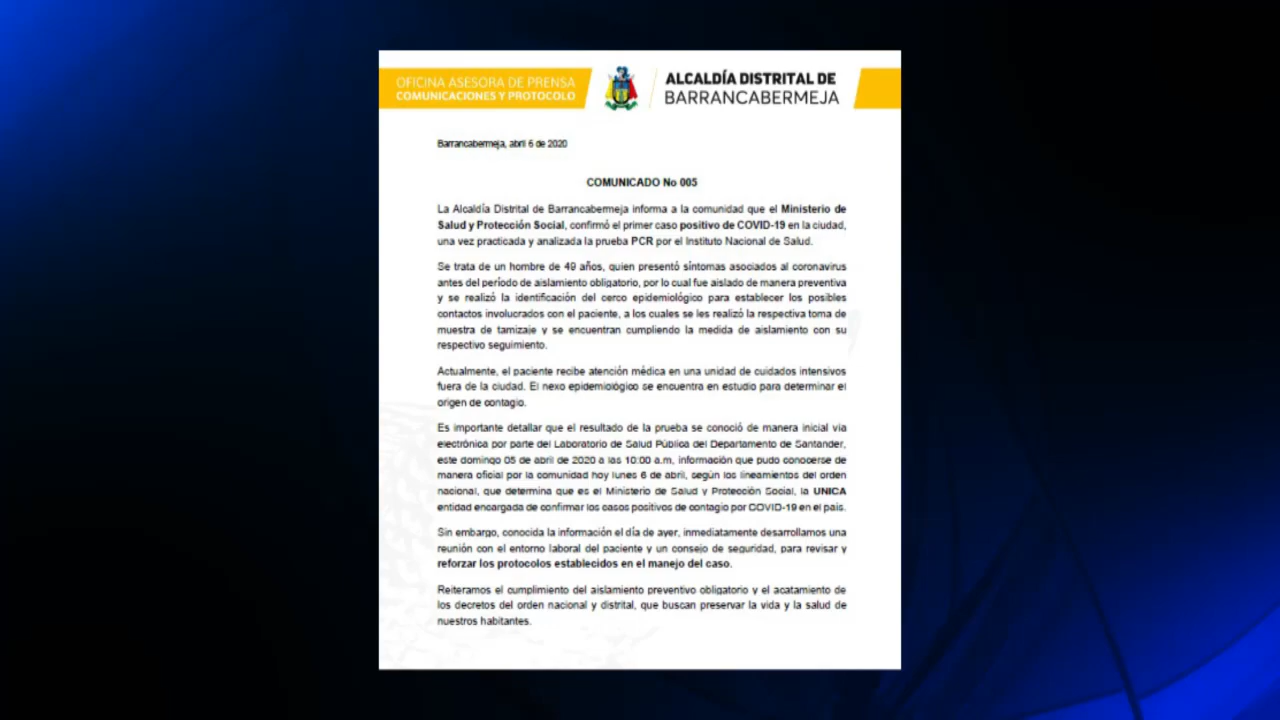 OFICINA ASESORA DE PRENSA
COMUNICACIONES Y PROTOCOLO
ALCALDÍA DISTRITAL DE
BARRANCABERMEJA
Barrancabermeja, abril 6 de 2020
COMUNICADO No 005
La Alcaldía Distrital de Barrancabermeja informa a la comunidad que el Ministerio de
Salud y Protección Social, confirmó el primer caso positivo de COVID-19 en la ciudad,
una vez practicada y analizada la prueba PCR por el Instituto Nacional de Salud.
Se trata de un hombre de 49 años, quien presentó síntomas asociados al coronavirus
antes del período de aislamiento obligatorio, por lo cual fue aislado de manera preventiva
y se realizó la identificación del cerco epidemiológico para establecer los posibles
contactos involucrados con el paciente, a los cuales se les realizó la respectiva toma de
muestra de tamizaje y se encuentran cumpliendo la medida de aislamiento con su
respectivo seguimiento.
Actualmente, el paciente recibe atención médica en una unidad de cuidados intensivos
fuera de la ciudad. El nexo epidemiológico se encuentra en estudio para determinar el
origen de contagio.
Es importante detallar que el resultado de la prueba se conoció de manera inicial vía
electrónica por parte del Laboratorio de Salud Pública del Departamento de Santander,
este domingo 05 de abril de 2020 a las 10:00 a.m, información que pudo conocerse de
manera oficial por la comunidad hoy lunes 6 de abril, según los lineamientos del orden
nacional, que determina que es el Ministerio de Salud y Protección Social, la UNICA
entidad encargada de confirmar los casos positivos de contagio por COVID-19 en el país.
Sin embargo, conocida la información el día de ayer, inmediatamente desarrollamos una
reunión con el entorno laboral del paciente y un consejo de seguridad, para revisar y
reforzar los protocolos establecidos en el manejo del caso.
Reiteramos el cumplimiento del aislamiento preventivo obligatorio y el acatamiento de
los decretos del orden nacional y distrital, que buscan preservar la vida y la salud de
nuestros habitantes.